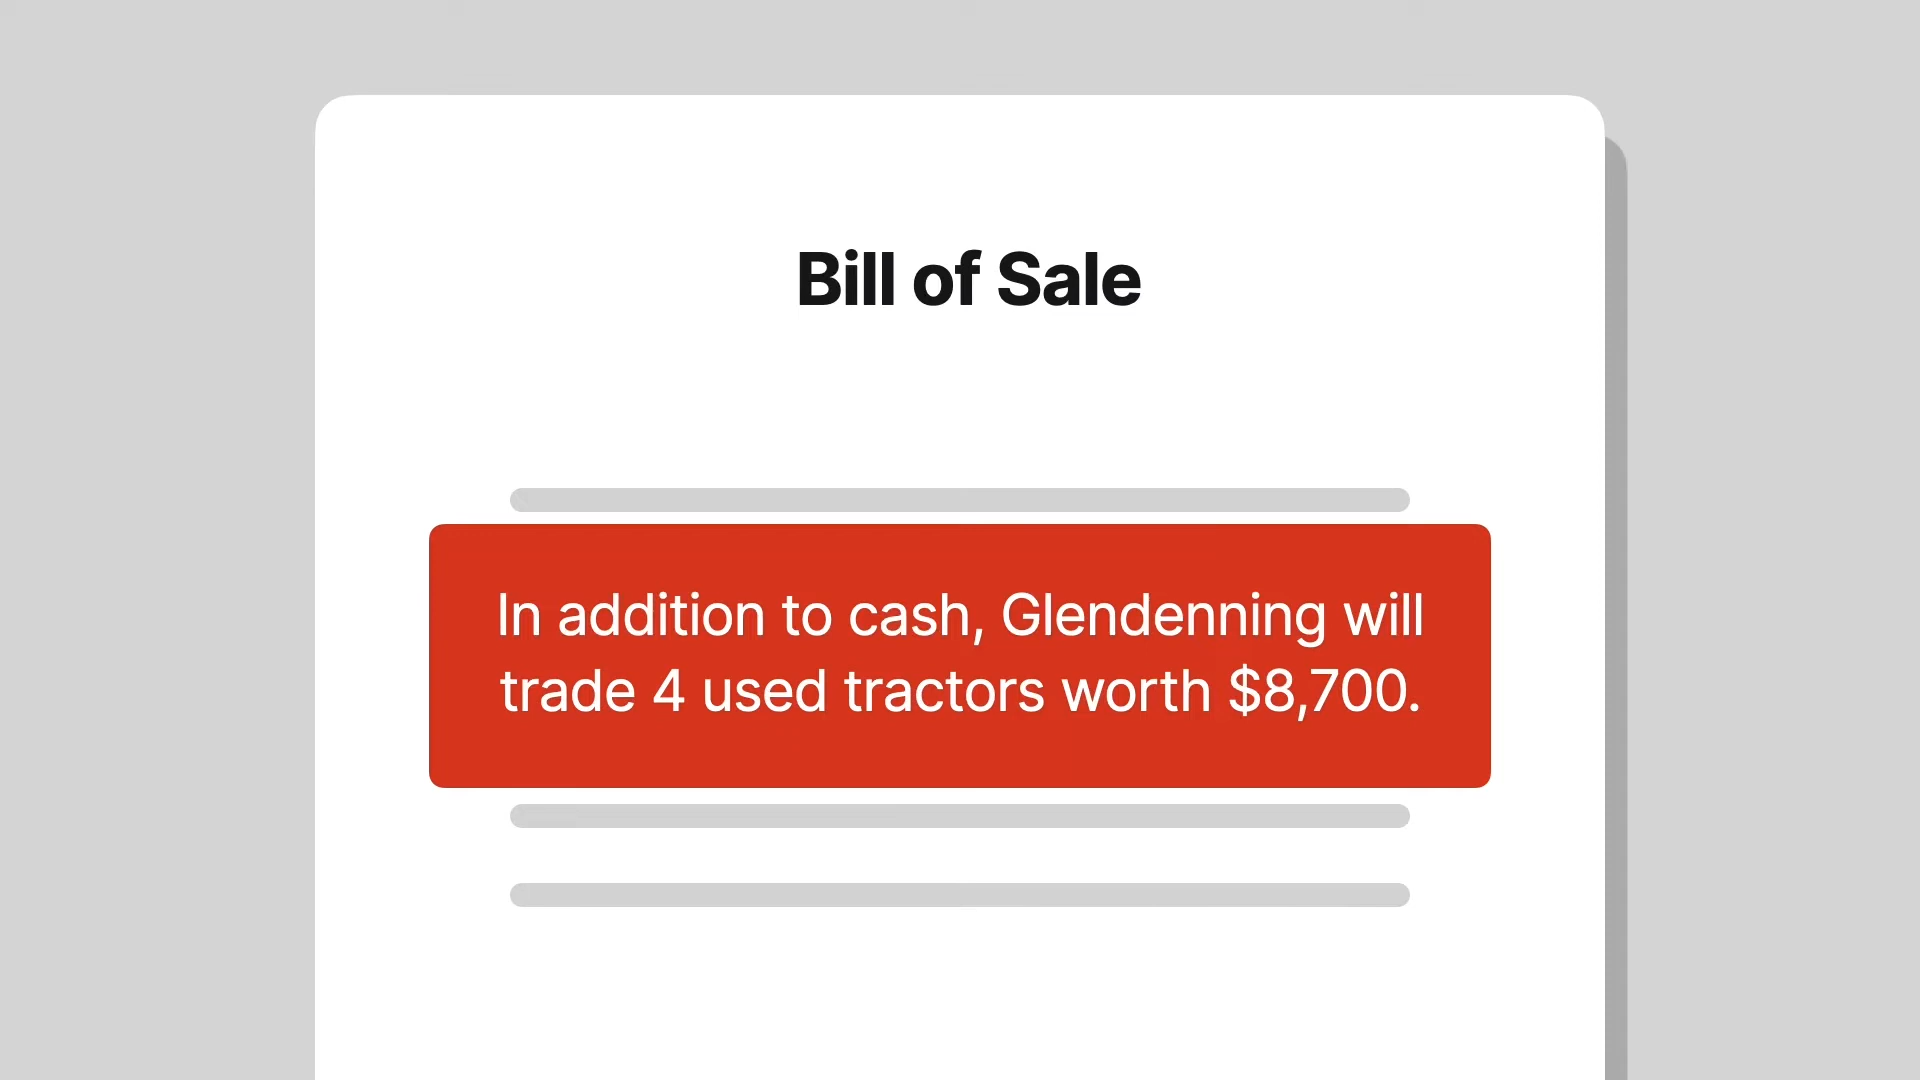 Bill of Sale
In addition to cash, Glendenning will
trade 4 used tractors worth $8,700.